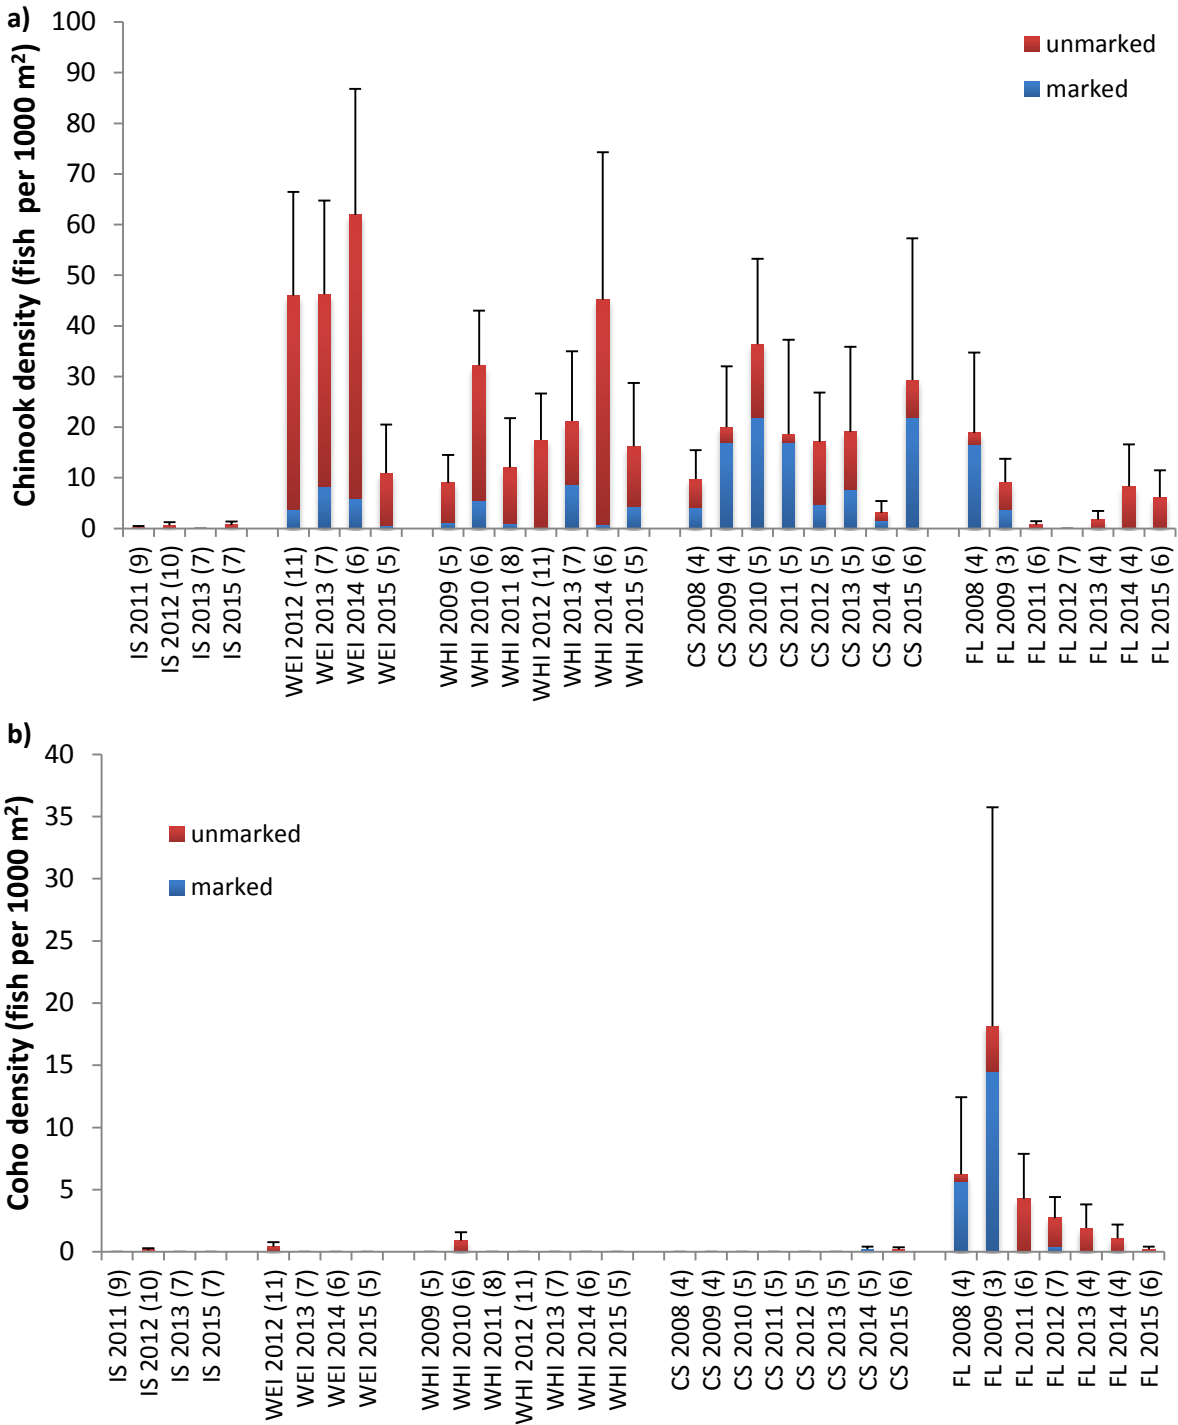 a)
Chinook density (fish per 1000 m²)
100
90
80
70
60
50
40
30
20
10
0
unmarked
marked
IS 2011 (9)
IS 2012 (10)
IS 2013 (7)
IS 2015 (7)
WEI 2012 (11)
WEI 2013 (7)
WEI 2014 (6)
WEI 2015 (5)
WHI 2009 (5)
WHI 2010 (6)
WHI 2011 (8)
WHI 2012 (11)
WHI 2013 (7)
WHI 2014 (6)
WHI 2015 (5)
CS 2008 (4)
CS 2009 (4)
CS 2010 (5)
CS 2011 (5)
CS 2012 (5)
CS 2013 (5)
CS 2014 (6)
CS 2015 (6)
FL 2008 (4)
FL 2009 (3)
FL 2011 (6)
FL 2012 (7)
FL 2013 (4)
FL 2014 (4)
FL 2015 (6)
b)
Coho density (fish per 1000 m²)
40
35
30
25
20
15
10
5
0
unmarked
marked
IS 2011 (9)
IS 2012 (10)
IS 2013 (7)
IS 2015 (7)
WEI 2012 (11)
WEI 2013 (7)
WEI 2014 (6)
WEI 2015 (5)
WHI 2009 (5)
WHI 2010 (6)
WHI 2011 (8)
WHI 2012 (11)
WHI 2013 (7)
WHI 2014 (6)
WHI 2015 (5)
CS 2008 (4)
CS 2009 (4)
CS 2010 (5)
CS 2011 (5)
CS 2012 (5)
CS 2013 (5)
CS 2014 (5)
CS 2015 (6)
FL 2008 (4)
FL 2009 (3)
FL 2011 (6)
FL 2012 (7)
FL 2013 (4)
FL 2014 (4)
FL 2015 (6)